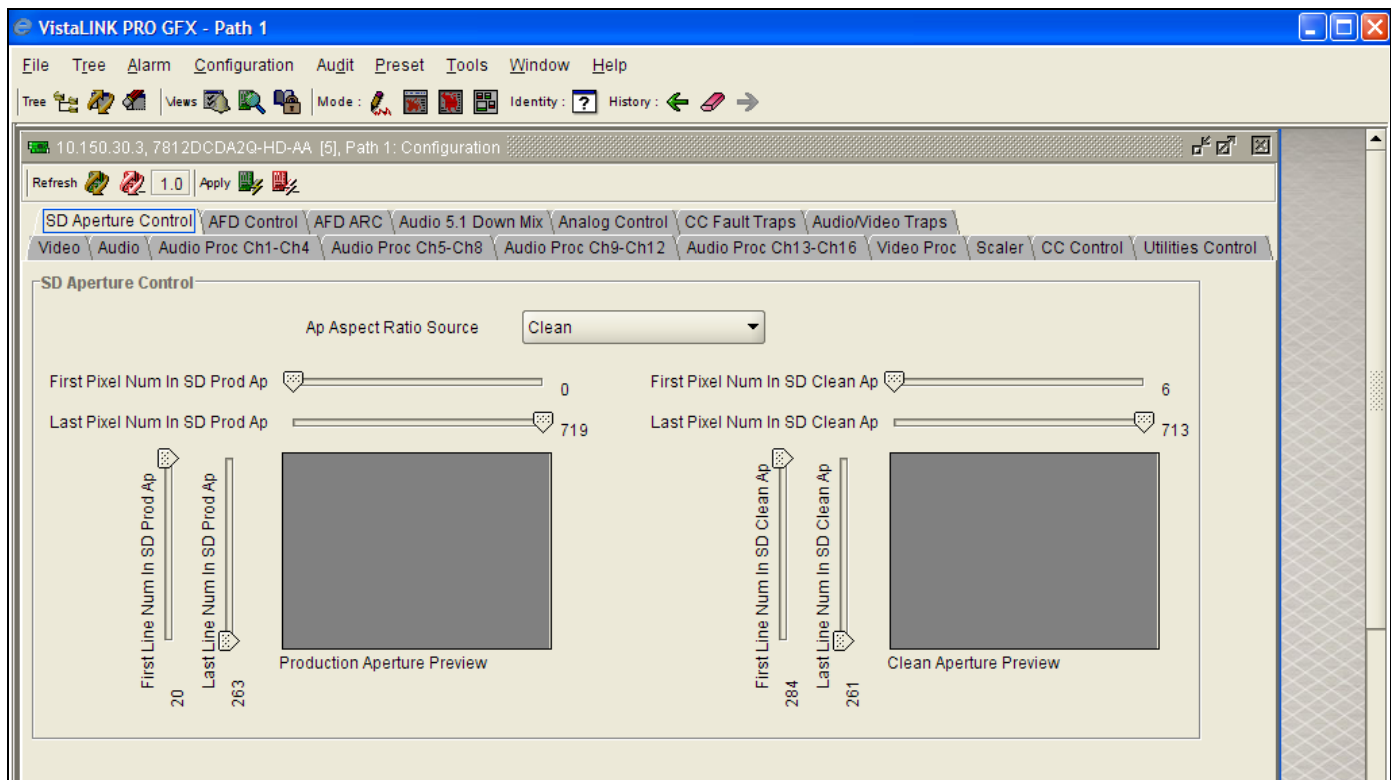 VistaLINK PRO GFX - Path 1
File Tree Alarm Configuration Audit Preset Tools Window Help
Tree Views Mode : Identity : ? History :
10.150.30.3, 7812DCDA2Q-HD-AA [5], Path 1: Configuration
Refresh 1.0 Apply
SD Aperture Control AFD Control AFD ARC Audio 5.1 Down Mix Analog Control CC Fault Traps Audio/Video Traps
Video Audio Audio Proc Ch1-Ch4 Audio Proc Ch5-Ch8 Audio Proc Ch9-Ch12 Audio Proc Ch13-Ch16 Video Proc Scaler CC Control Utilities Control
SD Aperture Control
Ap Aspect Ratio Source Clean
First Pixel Num In SD Prod Ap 0
First Pixel Num In SD Clean Ap 6
Last Pixel Num In SD Prod Ap 719
Last Pixel Num In SD Clean Ap 713
First Line Num In SD Prod Ap 20
Last Line Num In SD Prod Ap 263
Production Aperture Preview
First Line Num In SD Clean Ap 284
Last Line Num In SD Clean Ap 261
Clean Aperture Preview